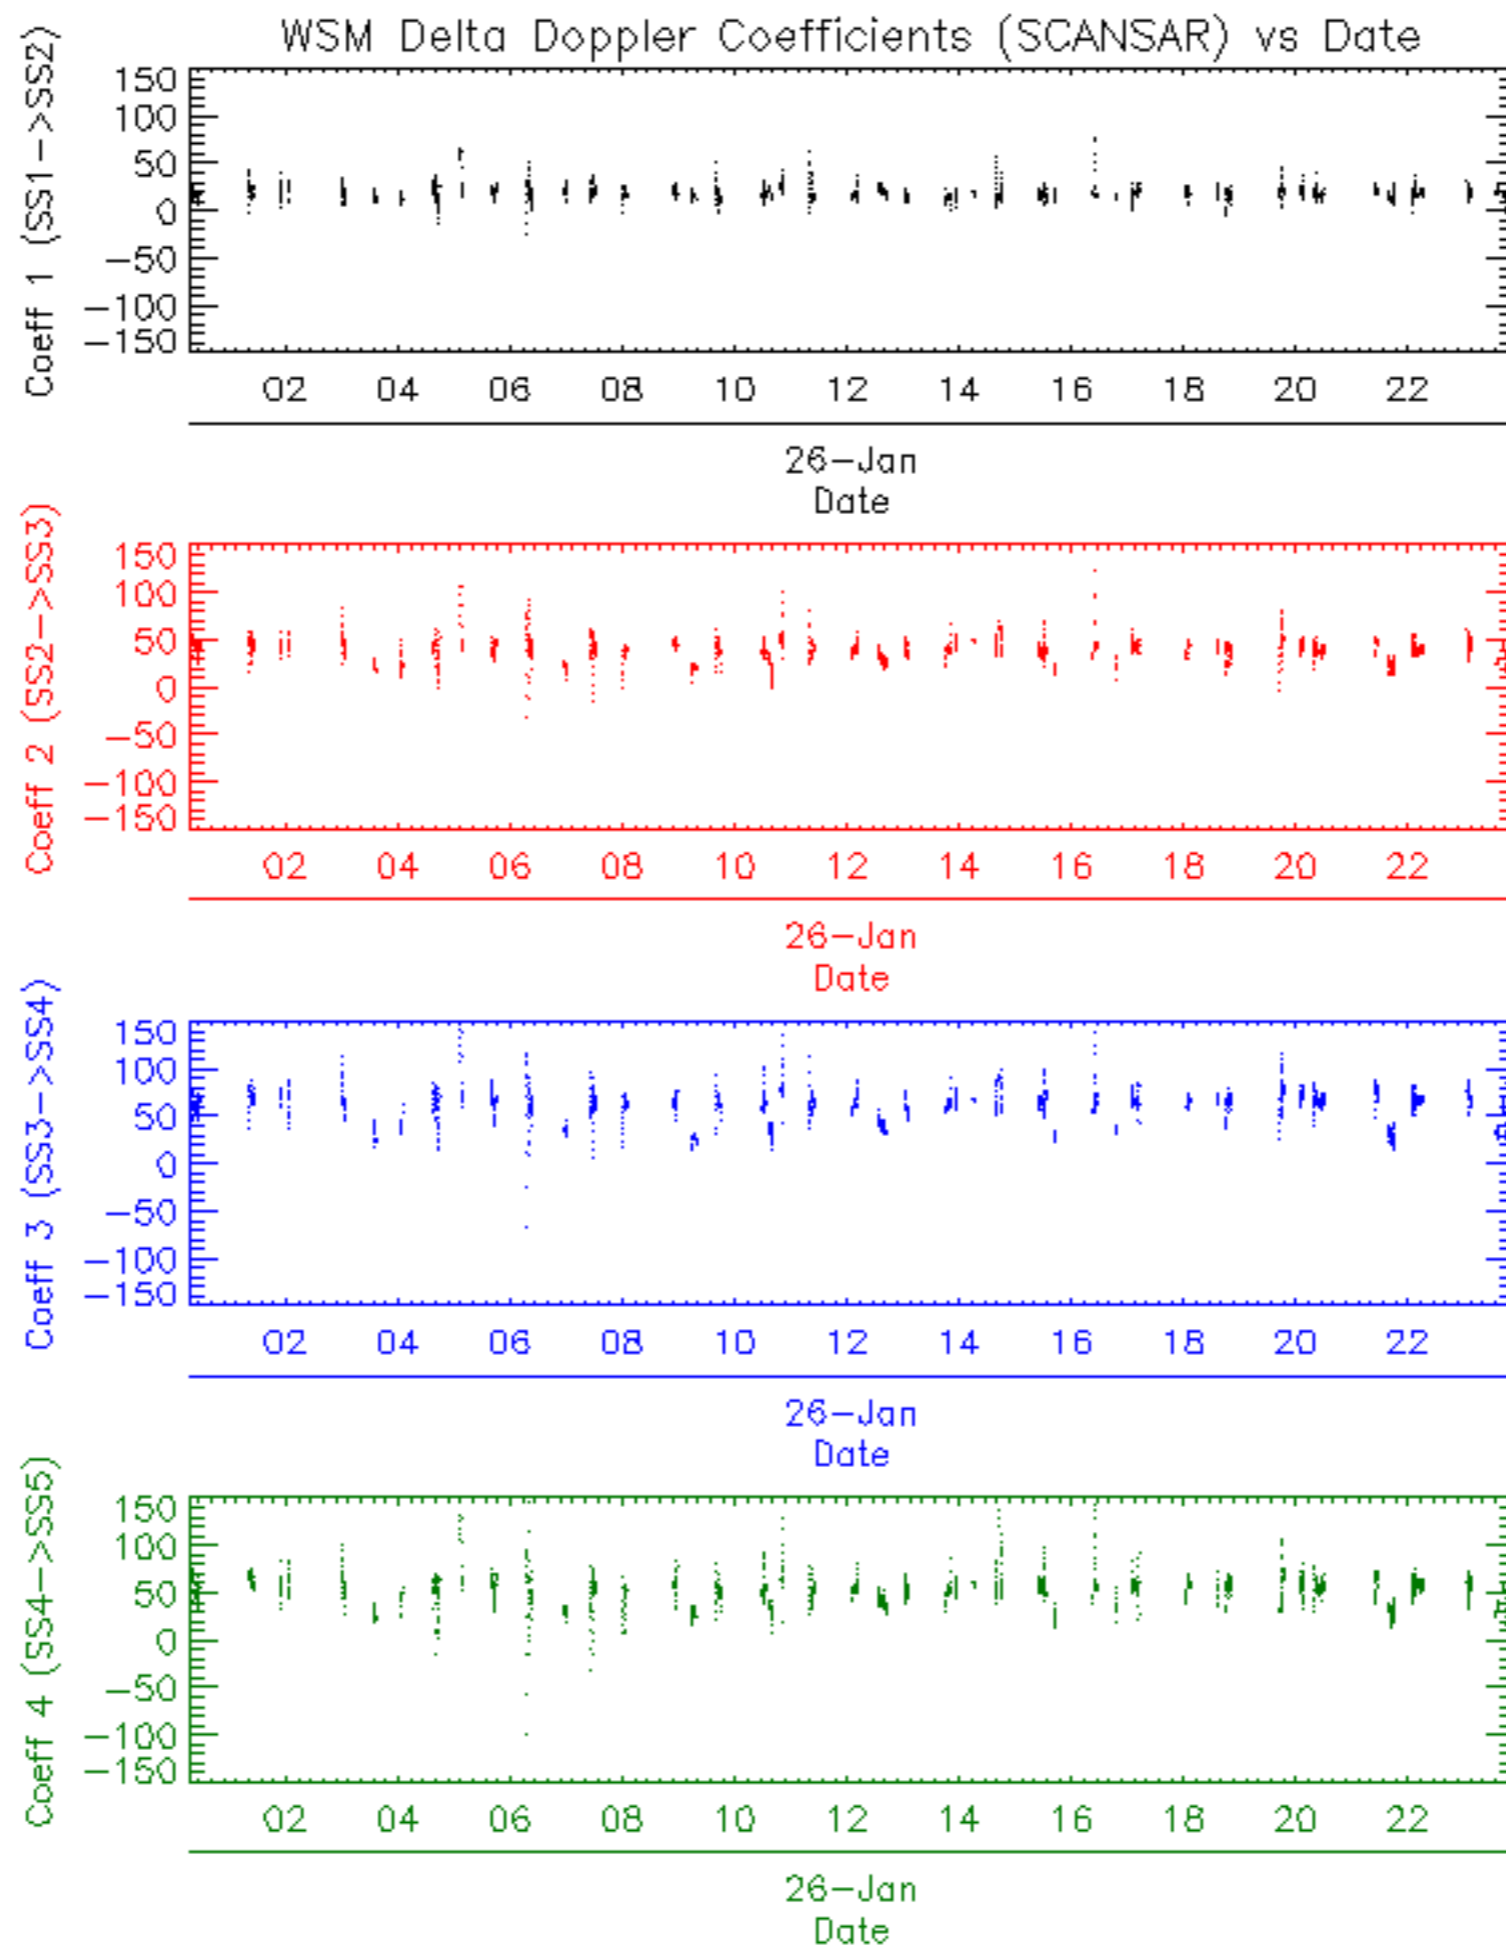 WSM Delta Doppler Coefficients (SCANSAR) vs Date
Coeff 1 (SS1->SS2)
150
100
50
0
-50
-100
-150
02 04 06 08 10 12 14 16 18 20 22
26-Jan
Date
Coeff 2 (SS2->SS3)
150
100
50
0
-50
-100
-150
02 04 06 08 10 12 14 16 18 20 22
26-Jan
Date
Coeff 3 (SS3->SS4)
150
100
50
0
-50
-100
-150
02 04 06 08 10 12 14 16 18 20 22
26-Jan
Date
Coeff 4 (SS4->SS5)
150
100
50
0
-50
-100
-150
02 04 06 08 10 12 14 16 18 20 22
26-Jan
Date